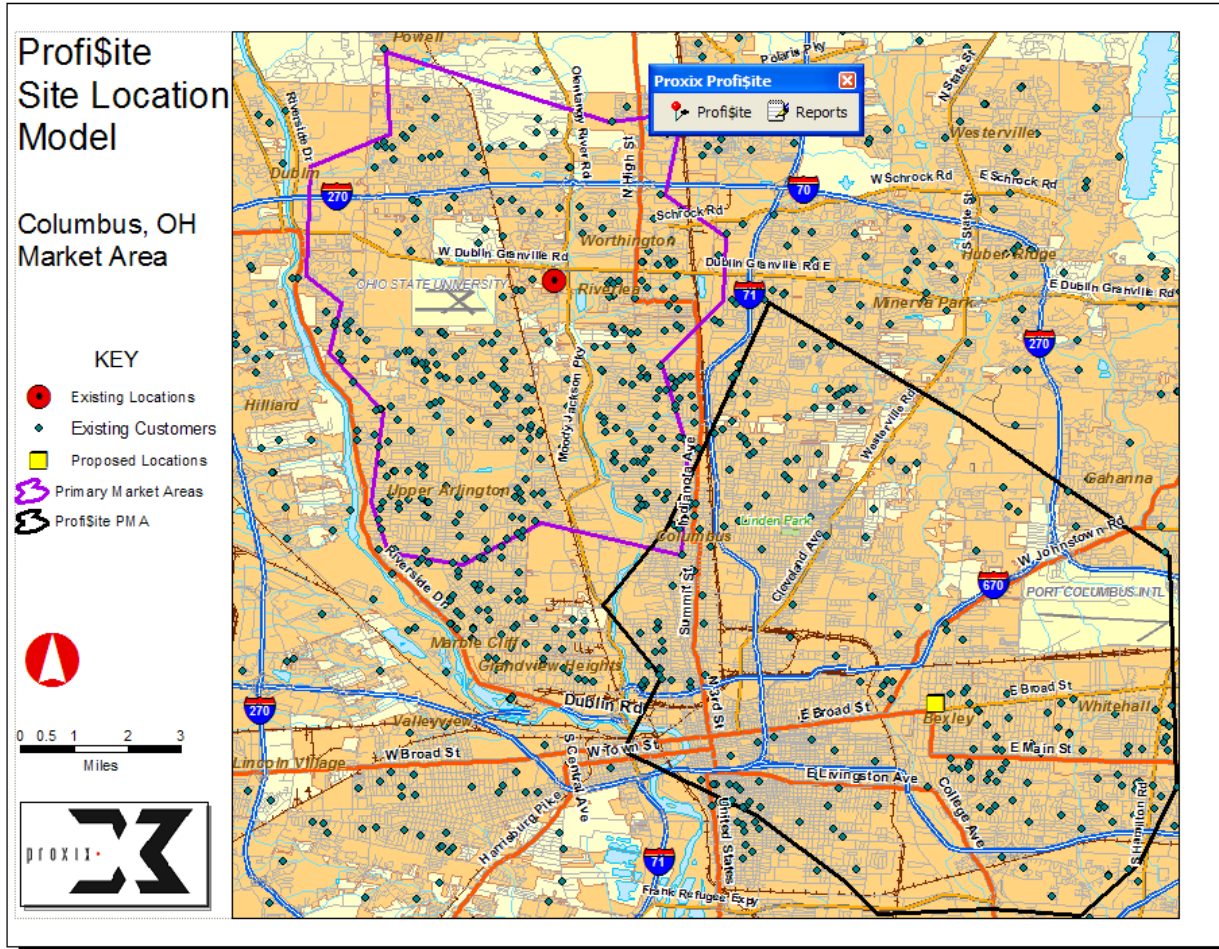 Profi$ite
Site Location
Model
Columbus, OH
Market Area
KEY
Existing Locations
Existing Customers
Proposed Locations
Primary Market Areas
Profi$ite PMA
0 0.5 1 2 3
Miles
proxix
Powell
Polaris Pky
N State St
Proxix Profi$ite
Profi$ite Reports
Olentangy River Rd
Riverside Dr
Westerville
N High St
Dublin
270
70
W Schrock Rd
E Schrock Rd
Schrock Rd
S State St
Worthington
W Dublin Granville Rd
Dublin Granville Rd E
Huber Ridge
OHIO STATE UNIVERSITY
Riverlea
71
Minerva Park
E Dublin Granville Rd
270
Moody Jackson Pky
Hilliard
Westerville Rd
Indianola Ave
Gahanna
Upper Arlington
Linden Park
Columbus
W Johnstown Rd
Cleveland Ave
Riverside Dr
670
PORT COLUMBUS INTL
Summit St
Marble Cliff
Grandview Heights
N 3rd St
E Broad St
270
Dublin Rd
E Broad St
Whitehall
Valleyview
Bexley
W Town St
W Broad St
E Main St
Lincoln Village
S Central Ave
E Livingston Ave
College Ave
Harrisburg Pike
United States
S Hamilton Rd
71
Frank Refugee Expy